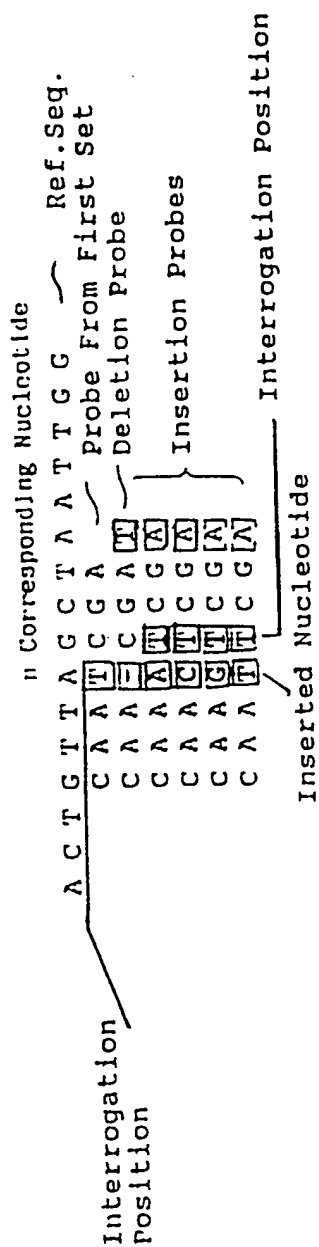 n Corresponding Nucleotide
A C T G T T A G C T A A T T G G Ref.Seq.
C A A T C G A Probe From First Set
C A A - C G A T Deletion Probe
C A A A T C G A
C A A C T C G A
C A A G T C G A
C A A T T C G A
Insertion Probes
Interrogation
Position
Inserted Nucleotide
Interrogation Position